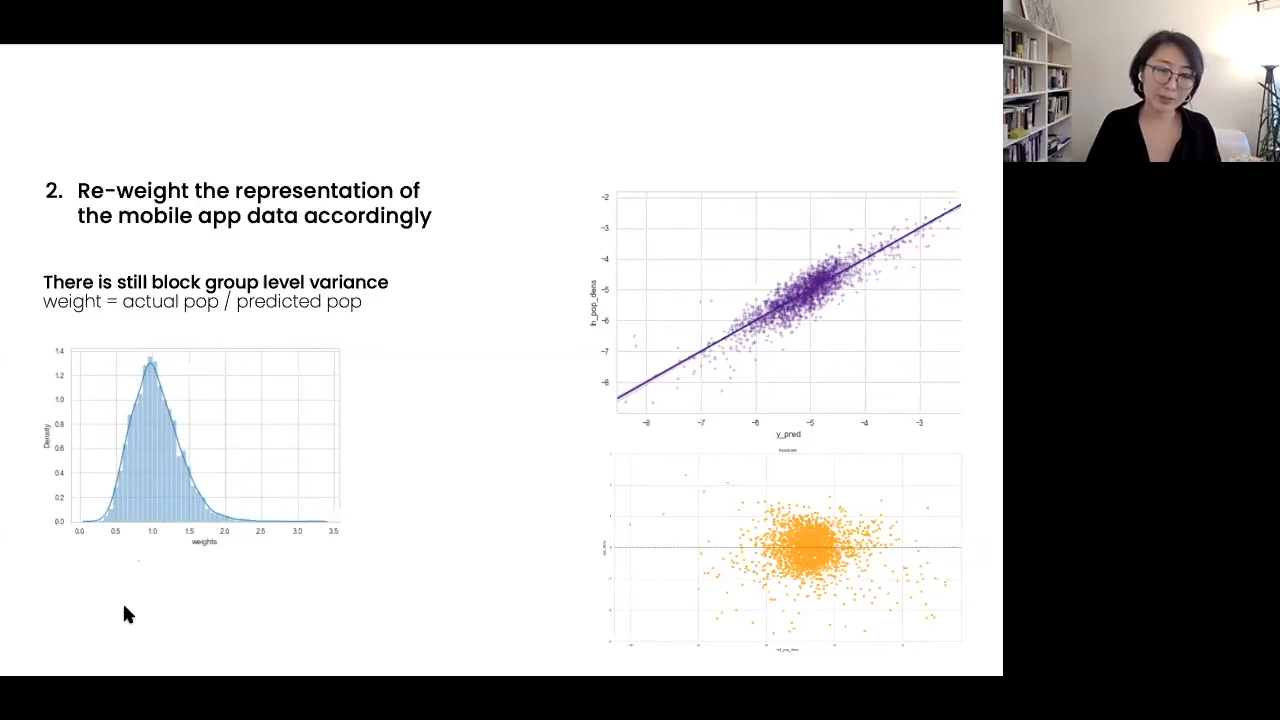 2. Re-weight the representation of
the mobile app data accordingly
There is still block group level variance
weight = actual pop / predicted pop
1.4
1.2
1.0
0.8
0.6
0.4
0.2
0.0
Density
0.0 0.5 1.0 1.5 2.0 2.5 3.0 3.5
weights
-2
-3
-4
-5
-6
-7
-8
ln_pop_dens
-8 -7 -6 -5 -4 -3
y_pred
Residuals